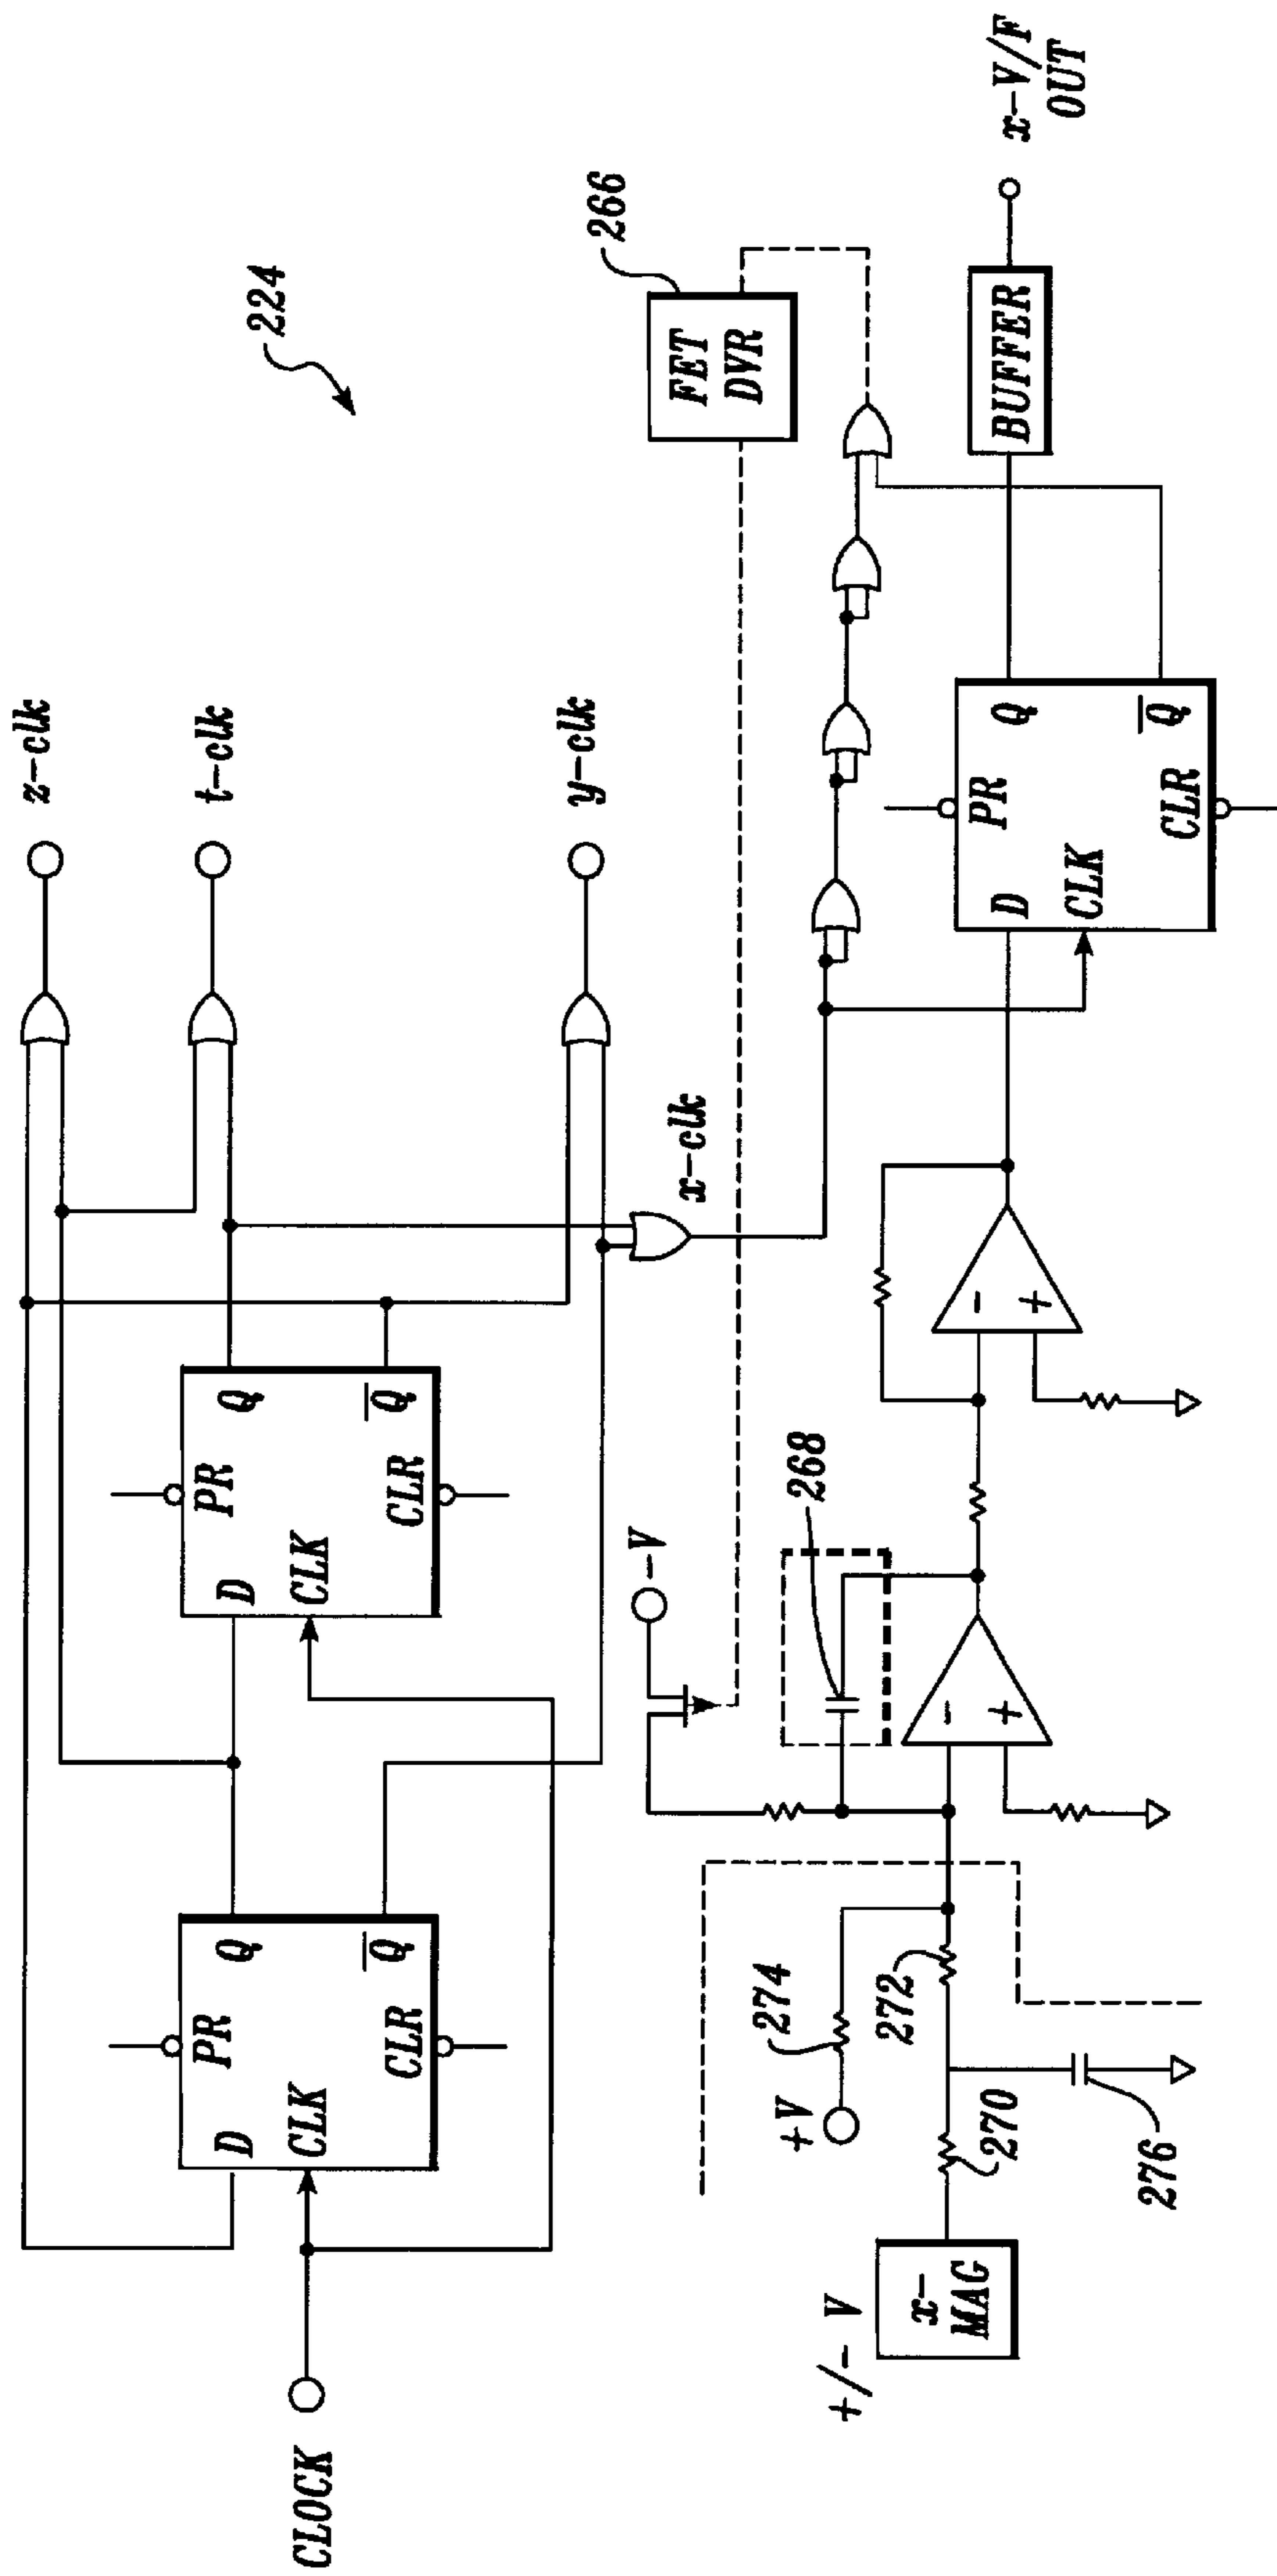 224
z-clk
t-clk
y-clk
x-clk
CLOCK
D
PR
Q
CLK
CLR
Q
D
PR
Q
CLK
CLR
Q
266
FET
DVR
-V
268
+V
274
272
270
276
+/- V
x-
MAG
-
+
-
+
D
PR
Q
CLK
CLR
Q
BUFFER
x-V/F
OUT